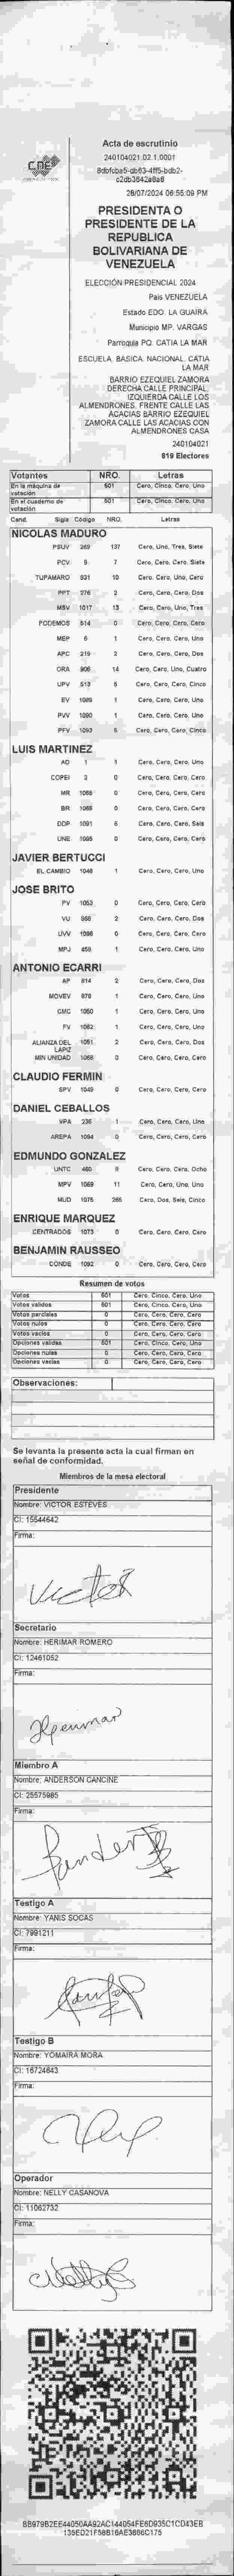 CNE
Acta de escrutinio
240104021.02.1.0001
28/07/2024 06:55:09 PM
PRESIDENTA O
PRESIDENTE DE LA
REPUBLICA
BOLIVARIANA DE
VENEZUELA
ELECCIÓN PRESIDENCIAL 2024
Pais VENEZUELA
Estado EDO. LA GUAIRA
Municipio MP. VARGAS
Parroquia PQ. CATIA LA MAR
ESCUELA BASICA NACIONAL CATIA
LA MAR
BARRIO EZEQUIEL ZAMORA
DERECHA CALLE PRINCIPAL.
IZQUIERDA CALLE LOS
ALMENDRONES. FRENTE CALLE LAS
ACACIAS BARRIO EZEQUIEL
ZAMORA CALLE LAS ACACIAS CON
ALMENDRONES CASA
240104021
819 Electores
Votantes NRO. Letras
En la máquina de votación 501 Cero, Cinco, Cero, Uno
En el cuaderno de votación 501 Cero, Cinco, Cero, Uno
Cand. Sigla Código NRO. Letras
NICOLAS MADURO
PSUV 269 137 Cero, Uno, Tres, Siete
PCV 5 7 Cero, Cero, Cero, Siete
TUPAMARO 931 10 Cero, Cero, Uno, Cero
PPT 276 2 Cero, Cero, Cero, Dos
MSV 1017 13 Cero, Cero, Uno, Tres
PODEMOS 514 0 Cero, Cero, Cero, Cero
MEP 6 1 Cero, Cero, Cero, Uno
APC 219 2 Cero, Cero, Cero, Dos
ORA 906 14 Cero, Cero, Uno, Cuatro
UPV 513 5 Cero, Cero, Cero, Cinco
EV 1089 1 Cero, Cero, Cero, Uno
PVV 1090 1 Cero, Cero, Cero, Uno
PFV 1093 5 Cero, Cero, Cero, Cinco
LUIS MARTINEZ
AD 1 1 Cero, Cero, Cero, Uno
COPEI 3 0 Cero, Cero, Cero, Cero
MR 1058 0 Cero, Cero, Cero, Cero
BR 1065 0 Cero, Cero, Cero, Cero
DDP 1091 6 Cero, Cero, Cero, Seis
UNE 1095 0 Cero, Cero, Cero, Cero
JAVIER BERTUCCI
EL CAMBIO 1048 1 Cero, Cero, Cero, Uno
JOSE BRITO
PV 1053 0 Cero, Cero, Cero, Cero
VU 866 2 Cero, Cero, Cero, Dos
UVV 1098 0 Cero, Cero, Cero, Cero
MPJ 459 1 Cero, Cero, Cero, Uno
ANTONIO ECARRI
AP 814 2 Cero, Cero, Cero, Dos
MOVEV 879 1 Cero, Cero, Cero, Uno
CMC 1050 1 Cero, Cero, Cero, Uno
FV 1062 1 Cero, Cero, Cero, Uno
ALIANZA DEL LAPIZ 1051 2 Cero, Cero, Cero, Dos
MIN UNIDAD 1068 0 Cero, Cero, Cero, Cero
CLAUDIO FERMIN
SPV 1049 0 Cero, Cero, Cero, Cero
DANIEL CEBALLOS
VPA 236 1 Cero, Cero, Cero, Uno
AREPA 1094 0 Cero, Cero, Cero, Cero
EDMUNDO GONZALEZ
UNTC 460 8 Cero, Cero, Cero, Ocho
MPV 1069 11 Cero, Cero, Uno, Uno
MUD 1075 265 Cero, Dos, Seis, Cinco
ENRIQUE MARQUEZ
CENTRADOS 1073 0 Cero, Cero, Cero, Cero
BENJAMIN RAUSSEO
CONDE 1092 0 Cero, Cero, Cero, Cero
Resumen de votos
Votos 501 Cero, Cinco, Cero, Uno
Votos válidos 501 Cero, Cinco, Cero, Uno
Votos parciales 0 Cero, Cero, Cero, Cero
Votos nulos 0 Cero, Cero, Cero, Cero
Votos vacíos 0 Cero, Cero, Cero, Cero
Opciones válidas 501 Cero, Cinco, Cero, Uno
Opciones nulas 0 Cero, Cero, Cero, Cero
Opciones vacías 0 Cero, Cero, Cero, Cero
Observaciones:
Se levanta la presente acta la cual firman en
señal de conformidad,
Miembros de la mesa electoral
Presidente
Nombre: VICTOR ESTEVES
CI: 15544642
Firma:
Victor
Secretario
Nombre: HERIMAR ROMERO
CI: 12461052
Firma:
Miembro A
Nombre: ANDERSON CANCINE
CI: 25575985
Firma:
Testigo A
Nombre: YANIS SOCAS
CI: 7991211
Firma:
Testigo B
Nombre: YOMAIRA MORA
CI: 16724643
Firma:
Operador
Nombre: NELLY CASANOVA
CI: 11062732
Firma: